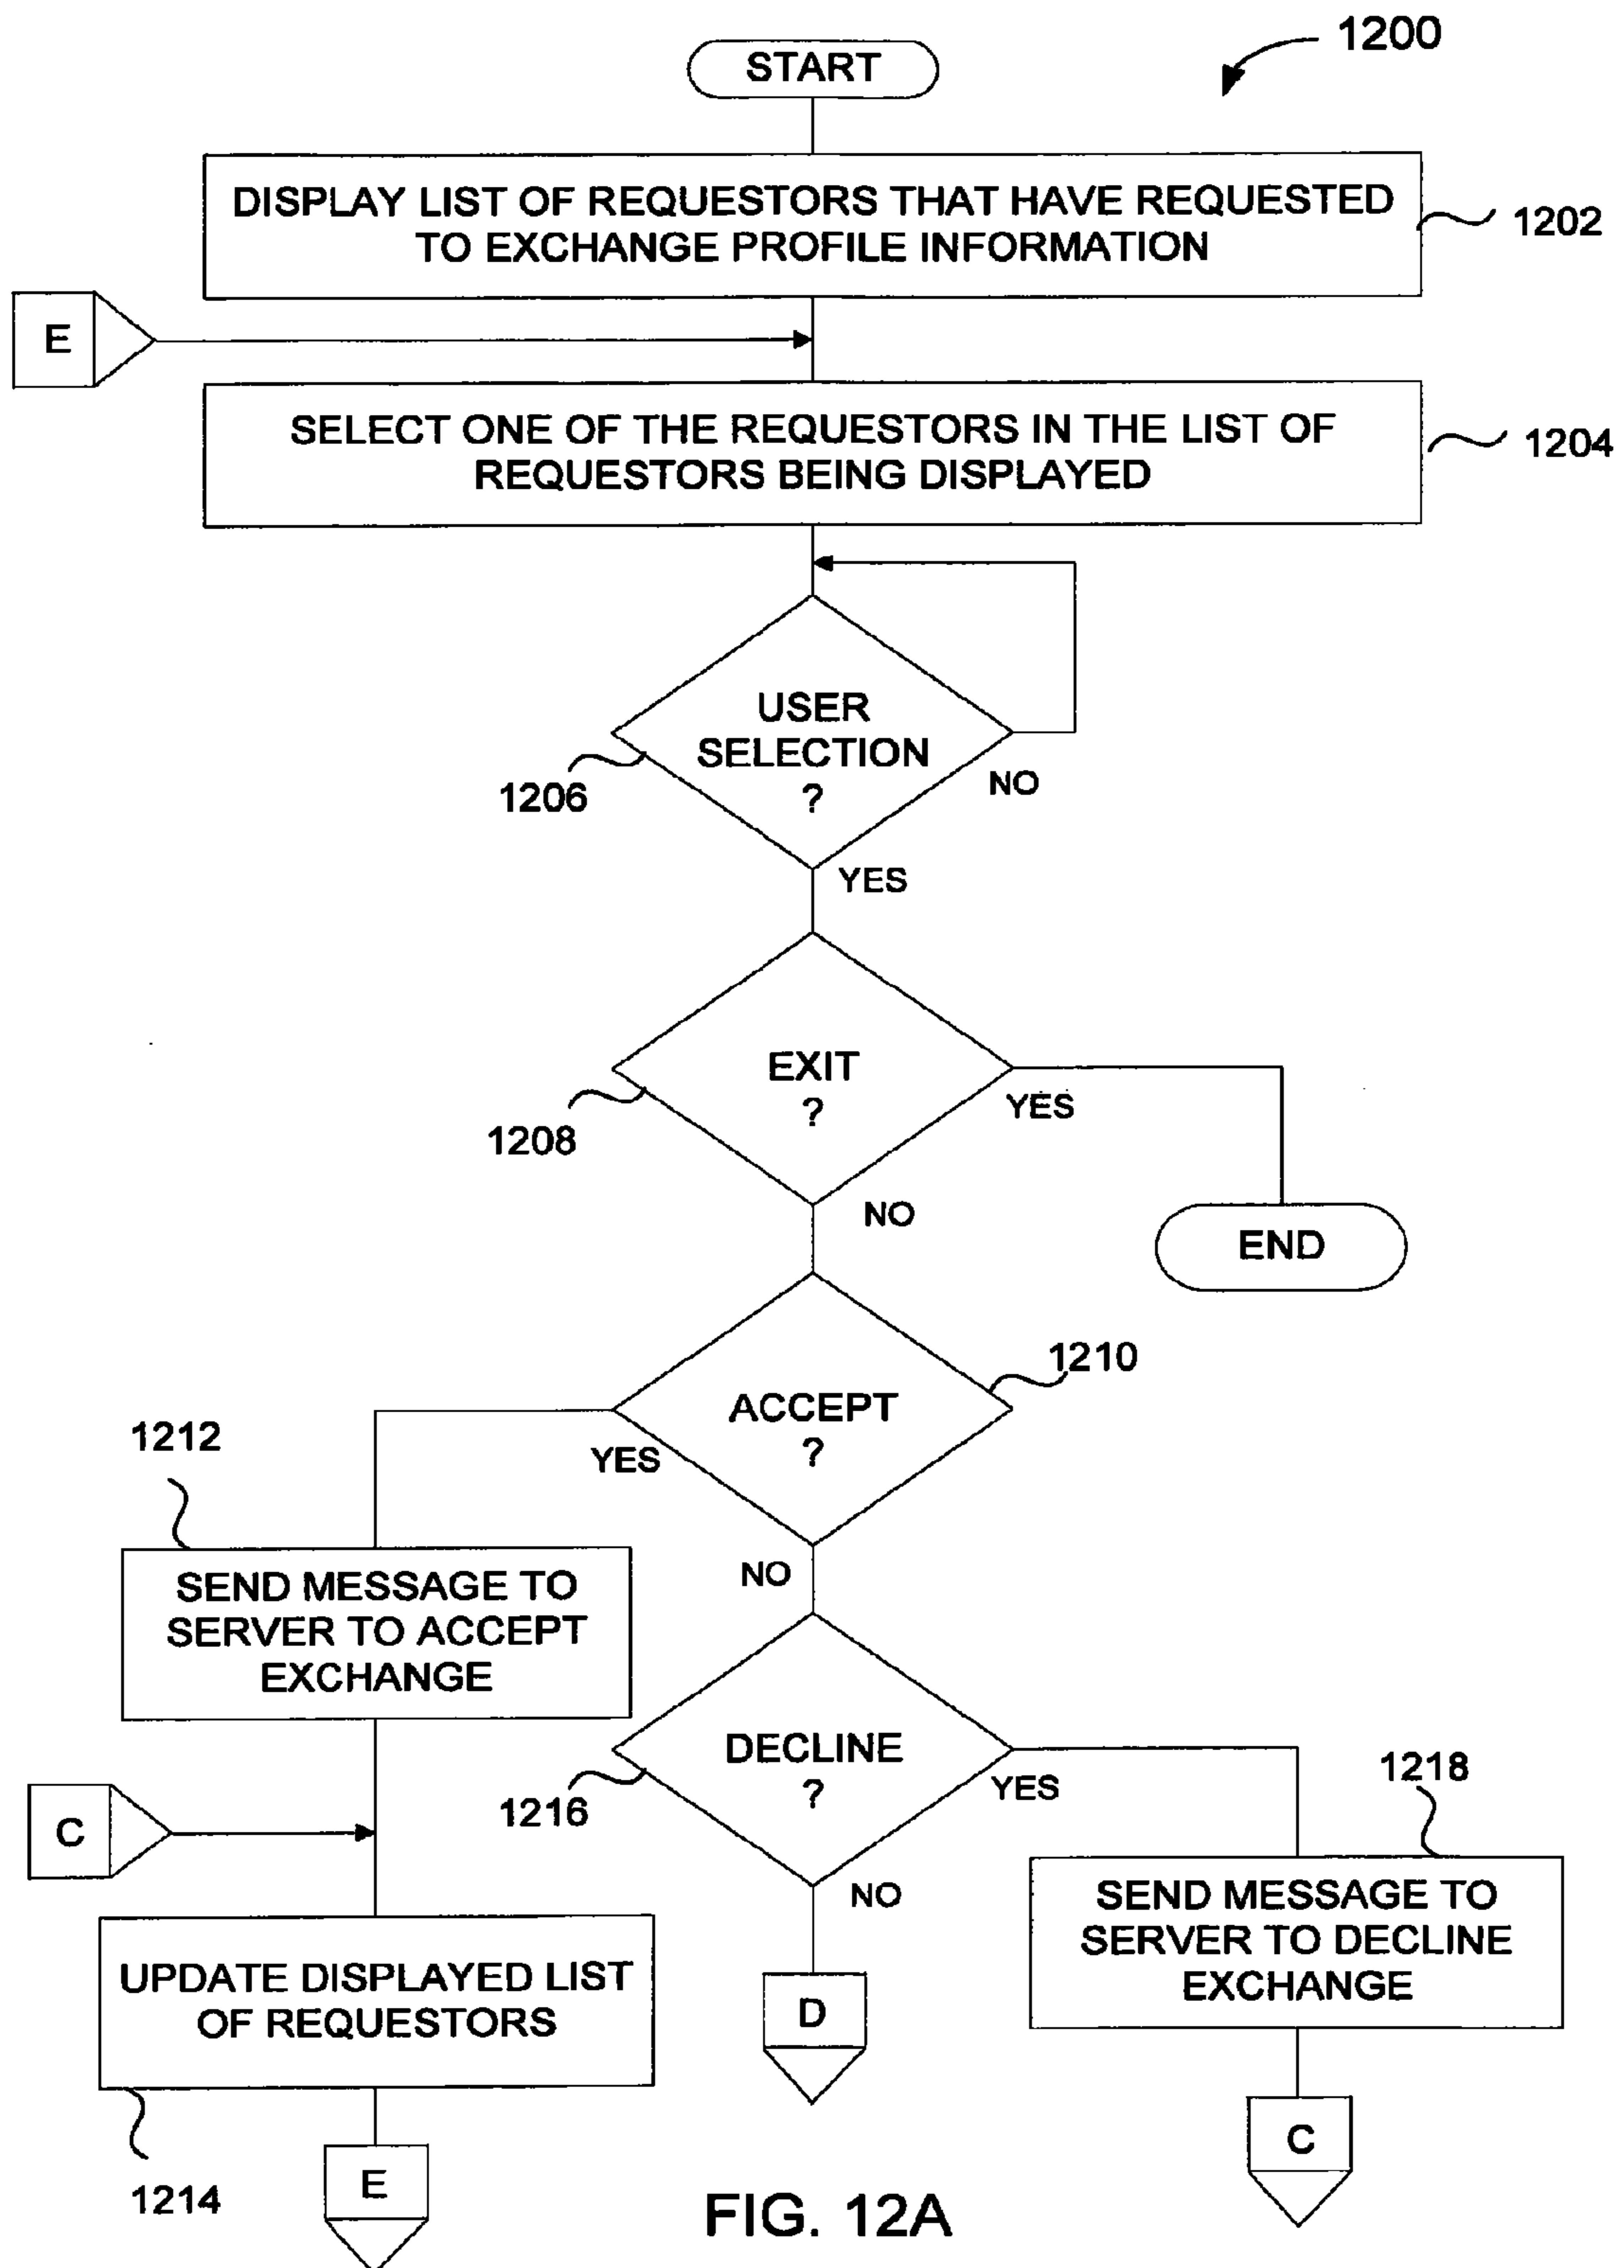 1200
START
DISPLAY LIST OF REQUESTORS THAT HAVE REQUESTED
TO EXCHANGE PROFILE INFORMATION
1202
E
SELECT ONE OF THE REQUESTORS IN THE LIST OF
REQUESTORS BEING DISPLAYED
1204
USER
SELECTION
?
1206
NO
YES
EXIT
?
1208
YES
NO
END
ACCEPT
?
1210
YES
1212
NO
SEND MESSAGE TO
SERVER TO ACCEPT
EXCHANGE
DECLINE
?
1216
YES
1218
C
NO
SEND MESSAGE TO
SERVER TO DECLINE
EXCHANGE
UPDATE DISPLAYED LIST
OF REQUESTORS
D
1214
E
C
FIG. 12A